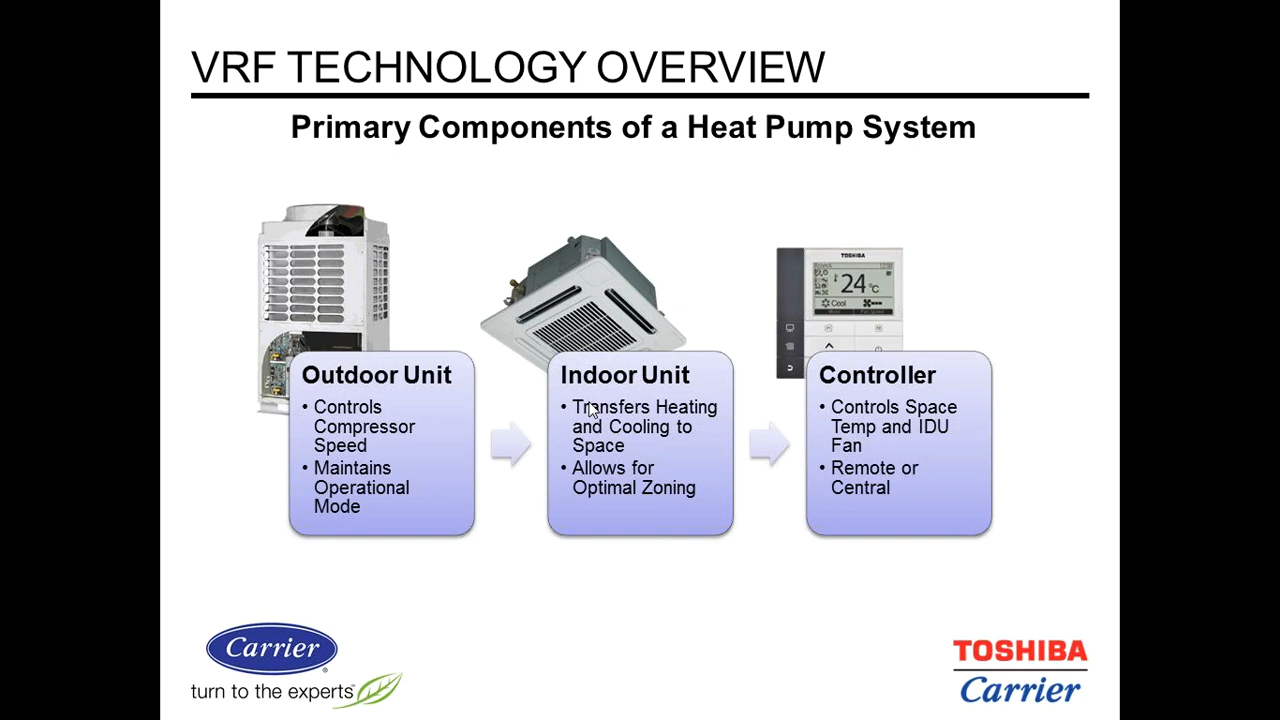 VRF TECHNOLOGY OVERVIEW
Primary Components of a Heat Pump System
TOSHIBA
24 °C
Cool
Outdoor Unit
• Controls
Compressor
Speed
• Maintains
Operational
Mode
Indoor Unit
• Transfers Heating
and Cooling to
Space
• Allows for
Optimal Zoning
Controller
• Controls Space
Temp and IDU
Fan
• Remote or
Central
Carrier
turn to the experts
TOSHIBA
Carrier